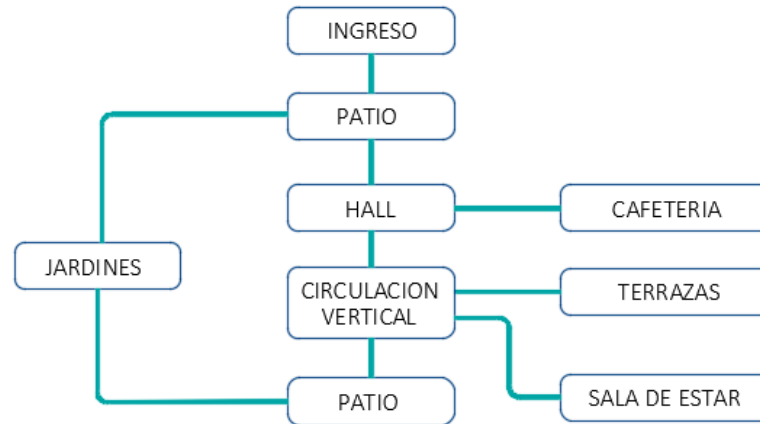 INGRESO
PATIO
HALL
CAFETERIA
JARDINES
CIRCULACION
VERTICAL
TERRAZAS
PATIO
SALA DE ESTAR